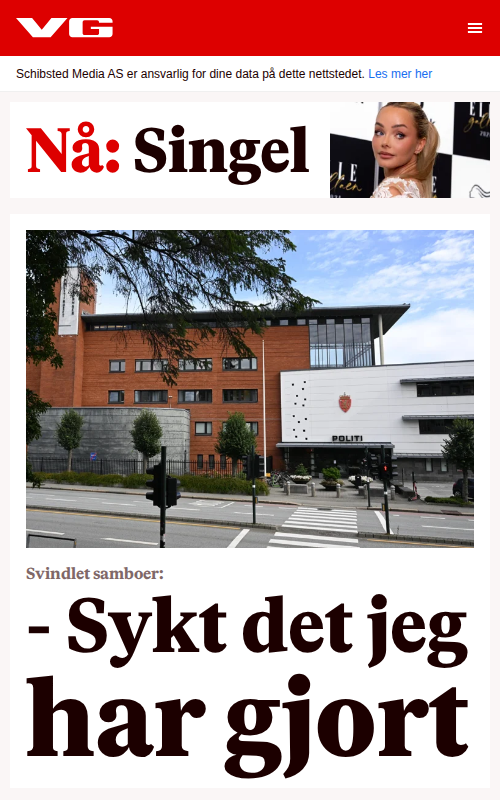 VG
Schibsted Media AS er ansvarlig for dine data på dette nettstedet. Les mer her
Nå: Singel
ELLE
POLITI
Svindlet samboer:
- Sykt det jeg
har gjort